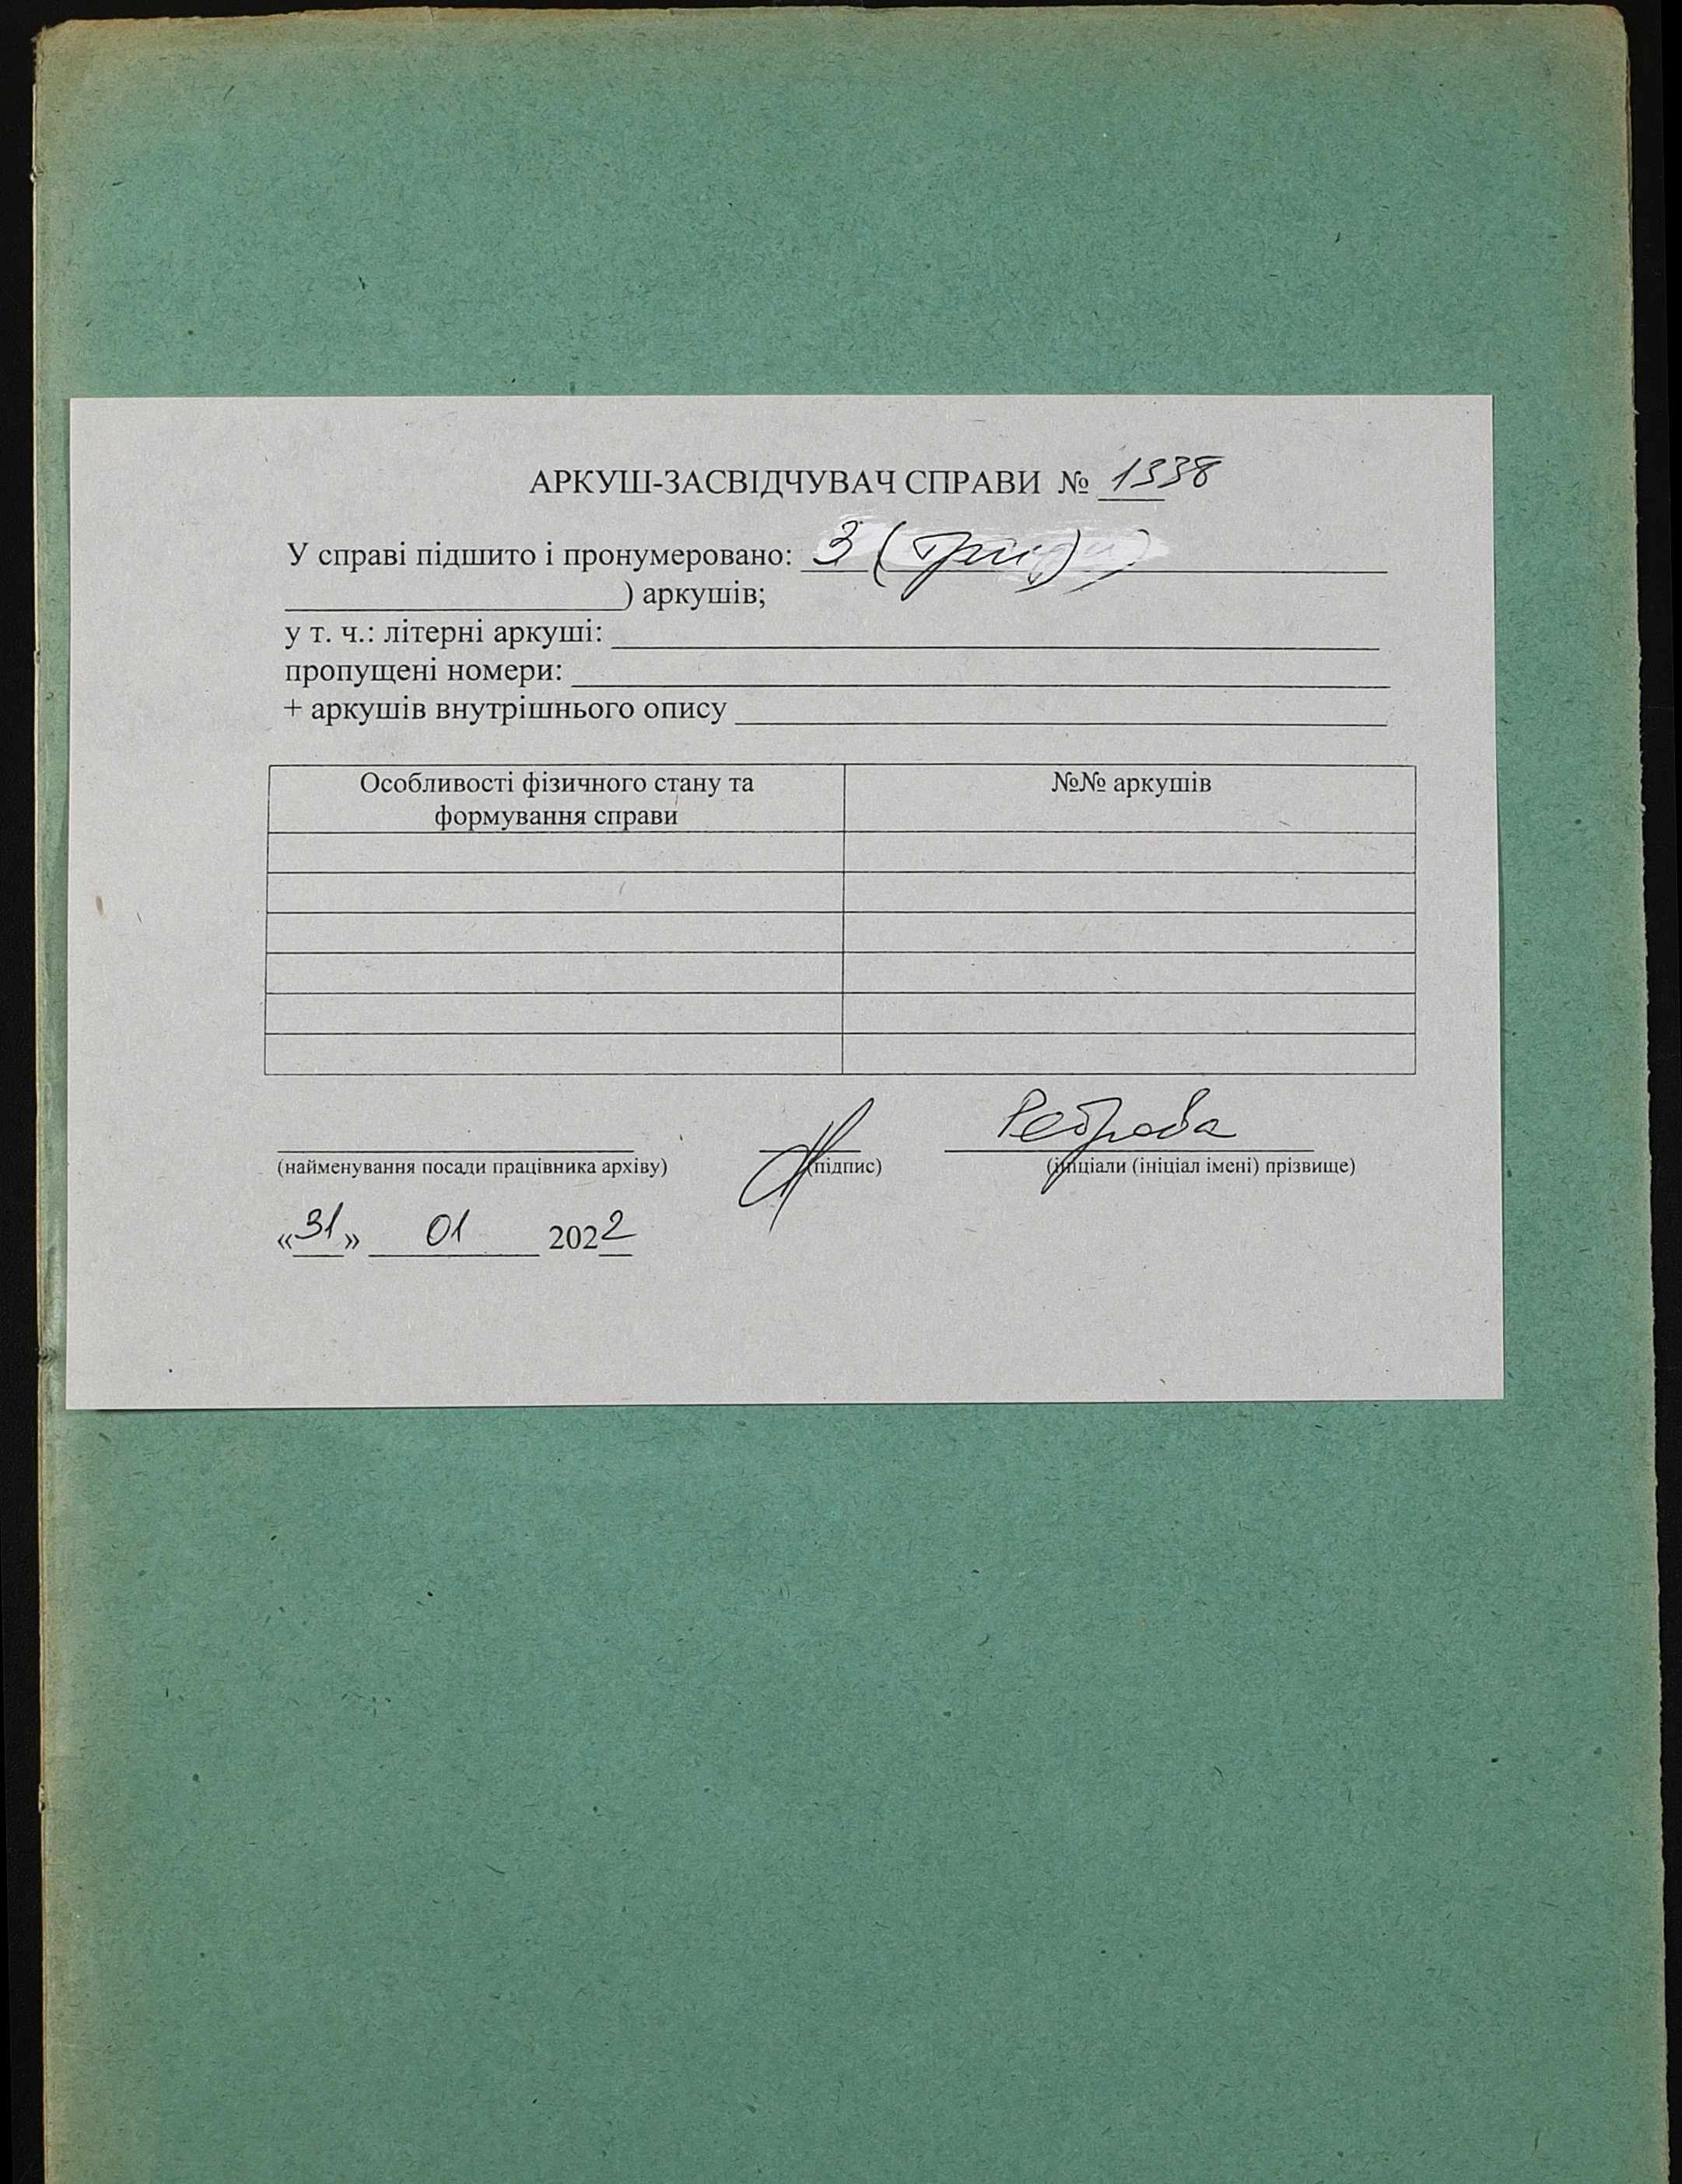 АРКУШ-ЗАСВІДЧУВАЧ СПРАВИ № 1338
У справі підшито і пронумеровано: 3 (три)
) аркушів;
у т. ч.: літерні аркуші:
пропущені номери:
+ аркушів внутрішнього опису
Особливості фізичного стану та
формування справи
№№ аркушів
Реброва
(найменування посади працівника архіву) (підпис) (ініціали (ініціал імені) прізвище)
«31» 01 2022